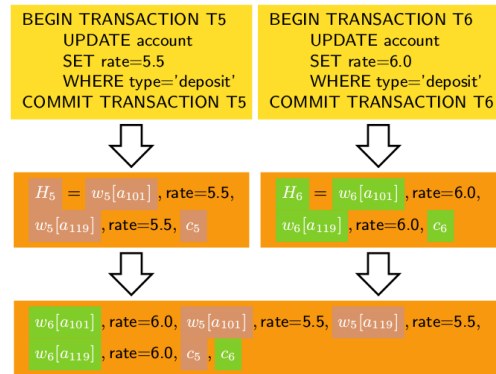 BEGIN TRANSACTION T5
UPDATE account
SET rate=5.5
WHERE type='deposit'
COMMIT TRANSACTION T5
BEGIN TRANSACTION T6
UPDATE account
SET rate=6.0
WHERE type='deposit'
COMMIT TRANSACTION T6
H₅ = w₅[a₁₀₁] , rate=5.5,
w₅[a₁₁₉] , rate=5.5, c₅
H₆ = w₆[a₁₀₁] , rate=6.0,
w₆[a₁₁₉] , rate=6.0, c₆
w₆[a₁₀₁] , rate=6.0, w₅[a₁₀₁] , rate=5.5, w₅[a₁₁₉] , rate=5.5,
w₆[a₁₁₉] , rate=6.0, c₅ , c₆